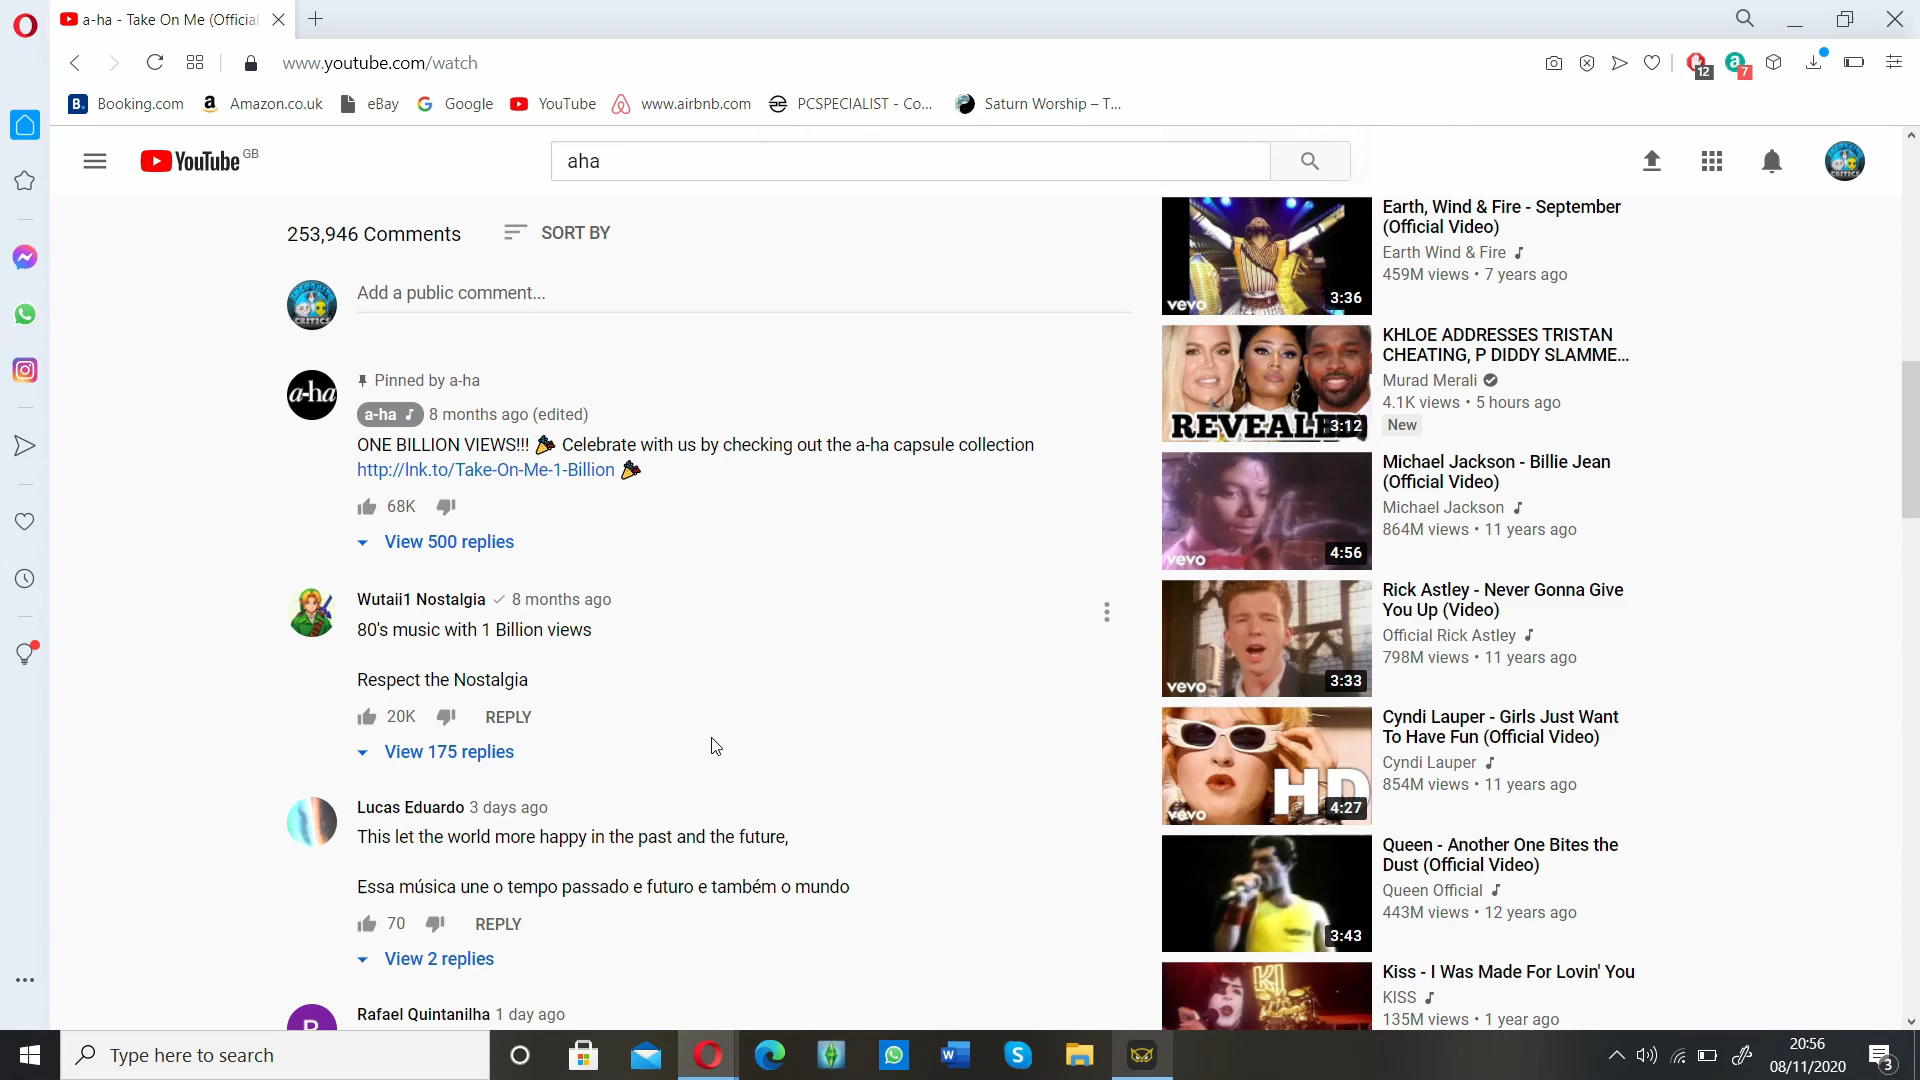 a-ha - Take On Me (Official
www.youtube.com/watch
12
7
Booking.com
Amazon.co.uk
eBay
Google
YouTube
www.airbnb.com
PCSPECIALIST - Co...
Saturn Worship – T...
YouTube GB
aha
253,946 Comments
SORT BY
Add a public comment...
a-ha
Pinned by a-ha
a-ha 8 months ago (edited)
ONE BILLION VIEWS!!! Celebrate with us by checking out the a-ha capsule collection
http://lnk.to/Take-On-Me-1-Billion
68K
View 500 replies
Wutaii1 Nostalgia 8 months ago
80's music with 1 Billion views
Respect the Nostalgia
20K REPLY
View 175 replies
Lucas Eduardo 3 days ago
This let the world more happy in the past and the future,
Essa música une o tempo passado e futuro e também o mundo
70 REPLY
View 2 replies
Rafael Quintanilha 1 day ago
vevo 3:36
Earth, Wind & Fire - September
(Official Video)
Earth Wind & Fire
459M views • 7 years ago
REVEALED 3:12
KHLOE ADDRESSES TRISTAN
CHEATING, P DIDDY SLAMME...
Murad Merali
4.1K views • 5 hours ago
New
vevo 4:56
Michael Jackson - Billie Jean
(Official Video)
Michael Jackson
864M views • 11 years ago
vevo 3:33
Rick Astley - Never Gonna Give
You Up (Video)
Official Rick Astley
798M views • 11 years ago
HD
vevo 4:27
Cyndi Lauper - Girls Just Want
To Have Fun (Official Video)
Cyndi Lauper
854M views • 11 years ago
3:43
Queen - Another One Bites the
Dust (Official Video)
Queen Official
443M views • 12 years ago
Kiss - I Was Made For Lovin' You
KISS
135M views • 1 year ago
Type here to search
20:56
08/11/2020
3